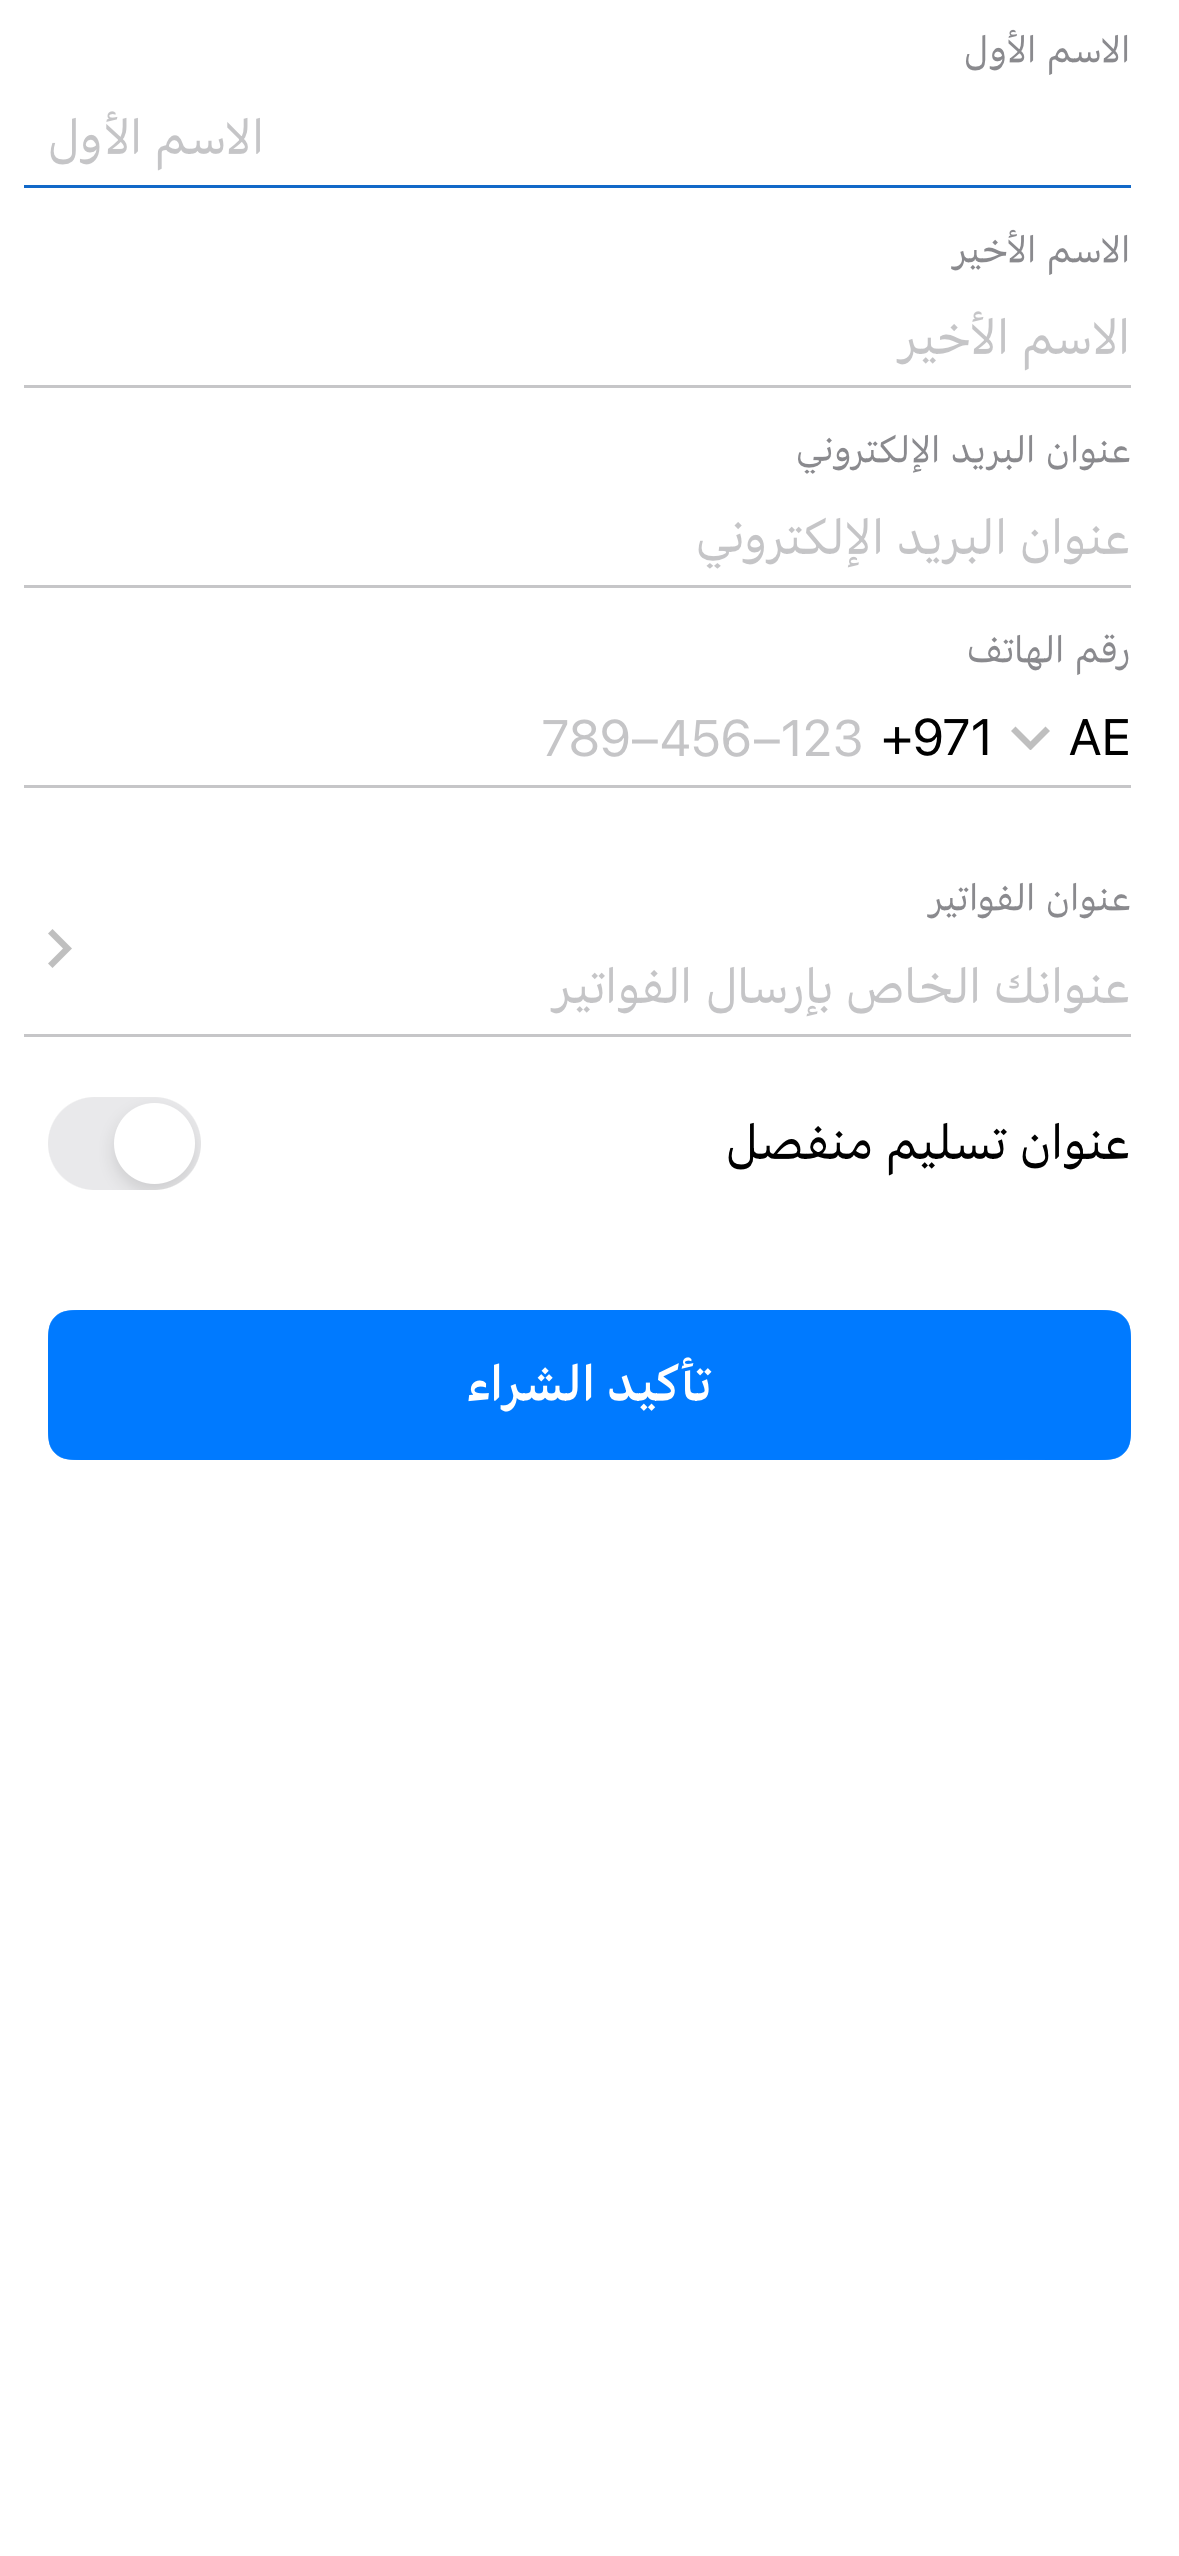 الاسم الأول
الاسم الأول
الاسم الأخير
الاسم الأخير
عنوان البريد الإلكتروني
عنوان البريد الإلكتروني
رقم الهاتف
AE +971 789–456–123
عنوان الفواتير
عنوانك الخاص بإرسال الفواتير
عنوان تسليم منفصل
تأكيد الشراء